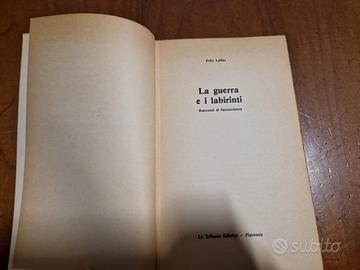 Fritz Leiber
La guerra
e i labirinti
Racconti di fantascienza
La Tribuna Editrice - Piacenza
subito